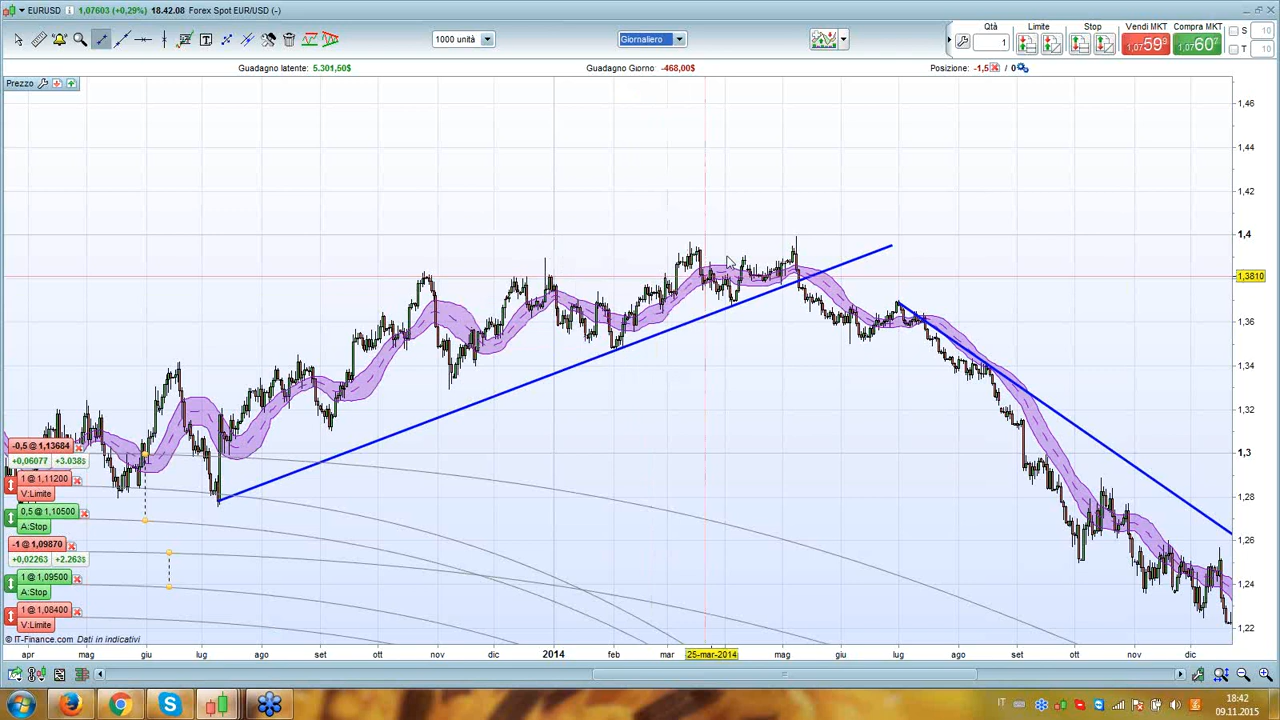 EURUSD 1,07603 (+0,29%) 18.42.08 Forex Spot EUR/USD (-)
1000 unità
Giornaliero
Qtà
1
Limite
Stop
Vendi MKT
1,0759
Compra MKT
1,0760
S 10
T 10
Guadagno latente: 5.301,50$
Guadagno Giorno: -468,00$
Posizione: -1,5 / 0
Prezzo
1,46
1,44
1,42
1,4
1,3810
1,36
1,34
1,32
1,3
1,28
1,26
1,24
1,22
-0,5 @ 1,13684
+0,06077 +3.038$
1 @ 1,11200
V:Limite
0,5 @ 1,10500
A:Stop
-1 @ 1,09870
+0,02263 +2.263$
1 @ 1,09500
A:Stop
1 @ 1,08400
V:Limite
© IT-Finance.com Dati in indicativi
apr mag giu lug ago set ott nov dic 2014 feb mar 25-mar-2014 mag giu lug ago set ott nov dic
IT
18:42
09.11.2015